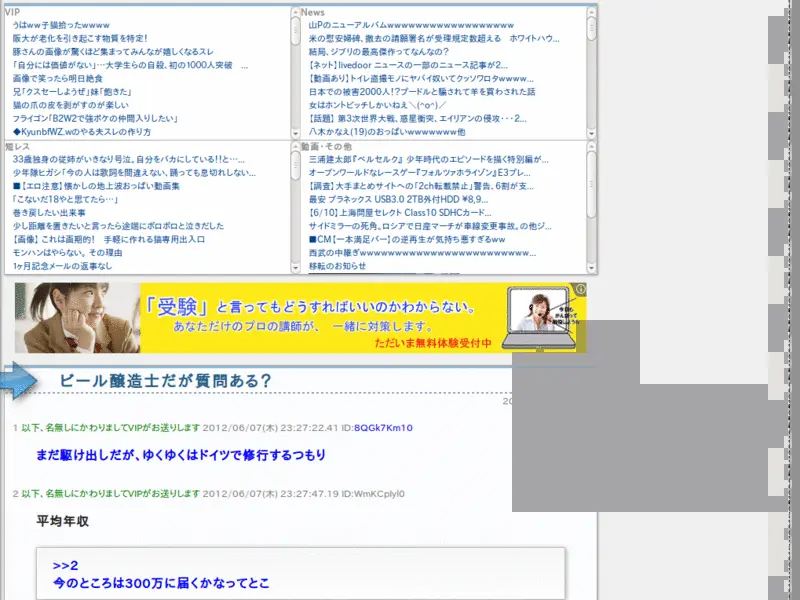 VIP
うはww子猫拾ったwwww
阪大が老化を引き起こす物質を特定!
豚さんの画像が驚くほど集まってみんなが嬉しくなるスレ
「自分には価値がない」…大学生らの自殺、初の1000人突破 ...
画像で笑ったら明日絶食
兄「クスセーしようぜ」妹「飽きた」
猫の爪の皮を剥がすのが楽しい
フライゴン「B2W2で強ポケの仲間入りしたい」
◆KyunbfWZ.wのやる夫スレの作り方
News
山Pのニューアルバムwwwwwwwwwwwwwwwwwww
米の慰安婦碑、撤去の請願署名が受理規定数超える ホワイトハウ...
結局、ジブリの最高傑作ってなんなの?
【ネット】livedoor ニュースの一部のニュース記事が2...
【動画あり】トイレ盗撮モノにヤバイ奴いてクッソワロタwwww...
日本での被害2000人!?プードルと騙されて羊を買わされた話
女はホントビッチしかいねえ＼(^o^)／
【話題】 第3次世界大戦、惑星衝突、エイリアンの侵攻・・・2...
八木かなえ(19)のおっぱいwwwwwww他
短レス
33歳独身の従姉がいきなり号泣。自分をバカにしている!!と…...
少年隊ヒガシ「今の人は歌詞を間違えない、踊っても息切れしない...
■【エロ注意】懐かしの地上波おっぱい動画集
「こないだ18やと思てたら…」
巻き戻したい出来事
少し距離を置きたいと言ったら途端にボロボロと泣きだした
【画像】 これは画期的! 手軽に作れる猫専用出入口
モンハンはやらない。その理由
1ヶ月記念メールの返事なし
動画・その他
三浦建太郎『ベルセルク』 少年時代のエピソードを描く特別編が...
オープンワールドなレースゲー『フォルツァホライゾン』E3プレ...
【調査】大手まとめサイトへの「2ch転載禁止」警告、6割が支...
最安 プラネックス USB3.0 2TB外付HDD ¥8,9...
【6/10】上海問屋セレクト Class10 SDHCカード...
サイドミラーの死角。ロシアで日産マーチが車線変更事故。の他ジ...
■CM【一本満足バー】の逆再生が気持ち悪すぎるww
西武の中継ぎwwwwwwwwwwwwwwwwwwwwwwwww...
移転のお知らせ
「受験」と言ってもどうすればいいのかわからない。
あなただけのプロの講師が、 一緒に対策します。
ただいま無料体験受付中
ビール醸造士だが質問ある?
20
1 以下、名無しにかわりましてVIPがお送りします 2012/06/07(木) 23:27:22.41 ID:8QGk7Km10
まだ駆け出しだが、ゆくゆくはドイツで修行するつもり
2 以下、名無しにかわりましてVIPがお送りします 2012/06/07(木) 23:27:47.19 ID:WmKCplyl0
平均年収
>>2
今のところは300万に届くかなってとこ